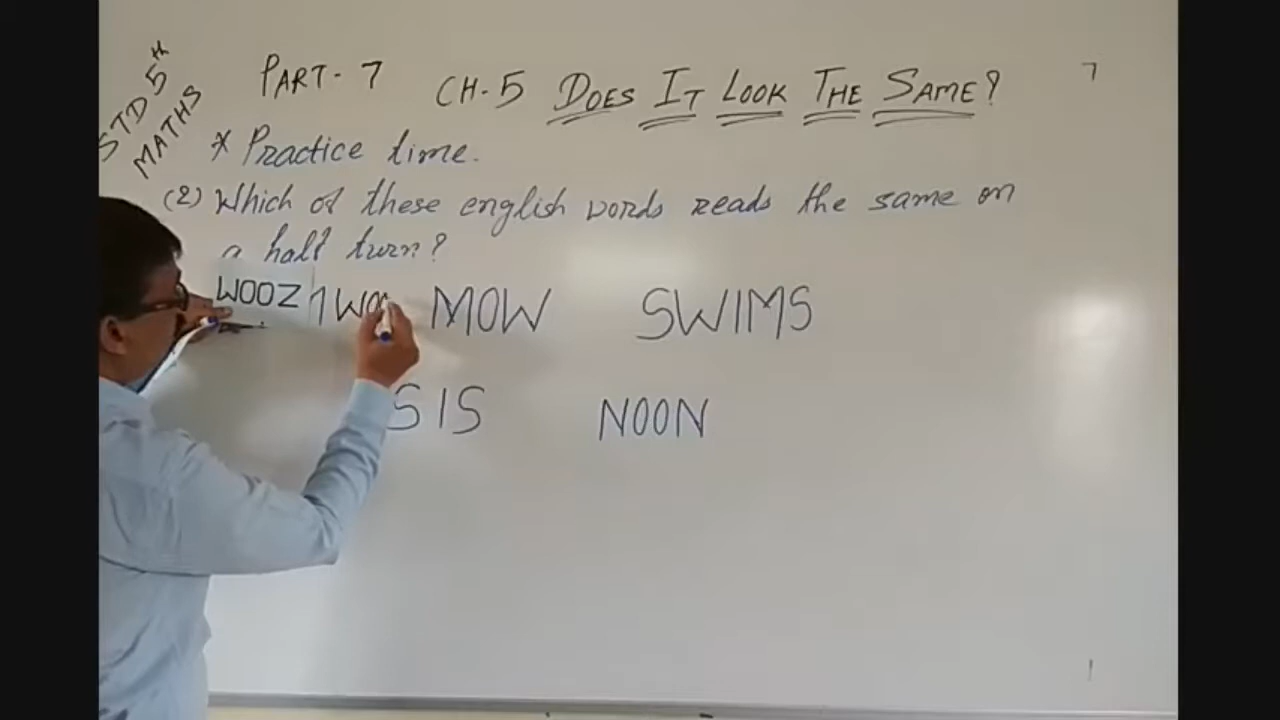 STD 5th
MATHS
PART- 7 CH-5 DOES IT LOOK THE SAME? 7
* Practice time.
(2) Which of these english words reads the same on
a half turn?
WOOZ MOW SWIMS
SIS NOON